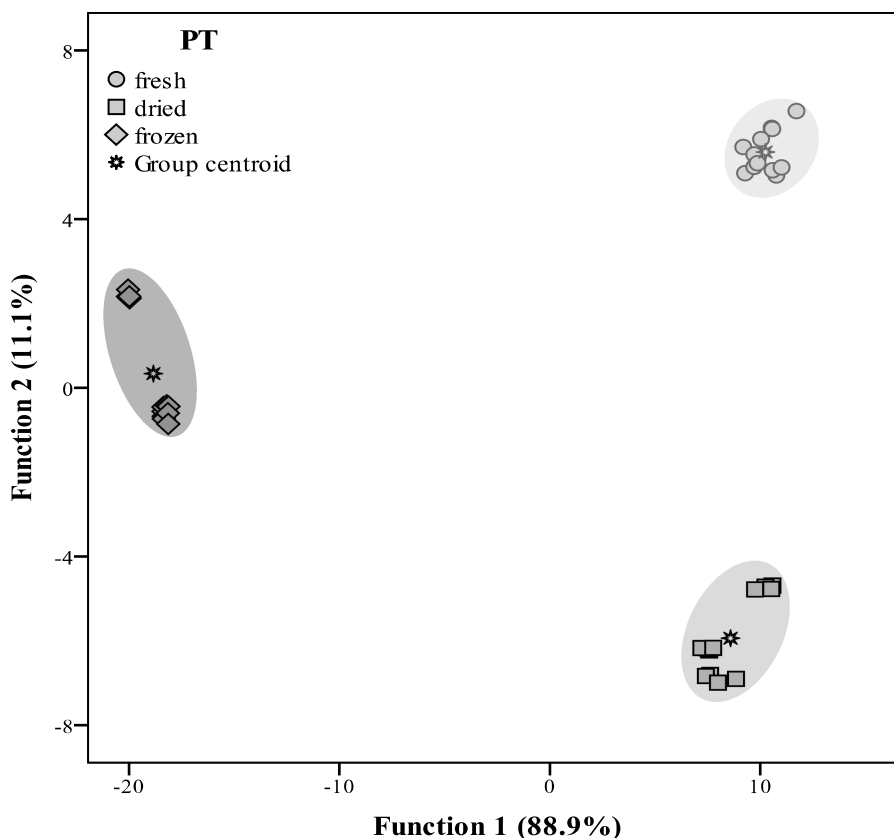 PT
fresh
dried
frozen
Group centroid
8
4
0
-4
-8
Function 2 (11.1%)
-20
-10
0
10
Function 1 (88.9%)